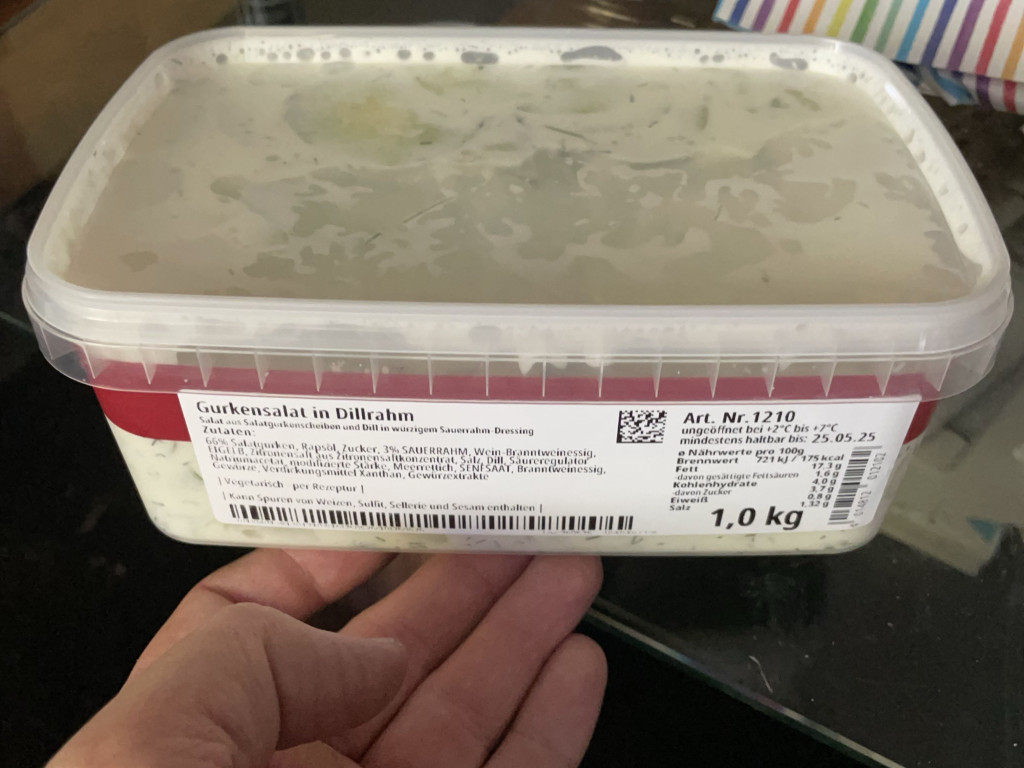 Gurkensalat in Dillrahm
Salat aus Salatgurkenscheiben und Dill in würzigem Sauerrahm-Dressing
Zutaten:
66% Salatgurken, Rapsöl, Zucker, 3% SAUERRAHM, Wein-Branntweinessig,
EIGELB, Zitronensaft aus Zitronensaftkonzentrat, Salz, Dill, Säureregulator
modifizierte Stärke, Meerrettich, SENFSAAT, Branntweinessig,
Gewürze, Verdickungsmittel Xanthan, Gewürzextrakte
| Vegetarisch - per Rezeptur |
| Kann Spuren von Weizen, Sulfit, Sellerie und Sesam enthalten |
Art. Nr.1210
ungeöffnet bei +2°C bis +7°C
mindestens haltbar bis: 25.05.25
ø Nährwerte pro 100g
Brennwert 721 kJ / 175 kcal
Fett 17,3 g
-davon gesättigte Fettsäuren 1,6 g
Kohlenhydrate 4,0 g
-davon Zucker 3,7 g
Eiweiß 0,8 g
Salz 1,32 g
1,0 kg